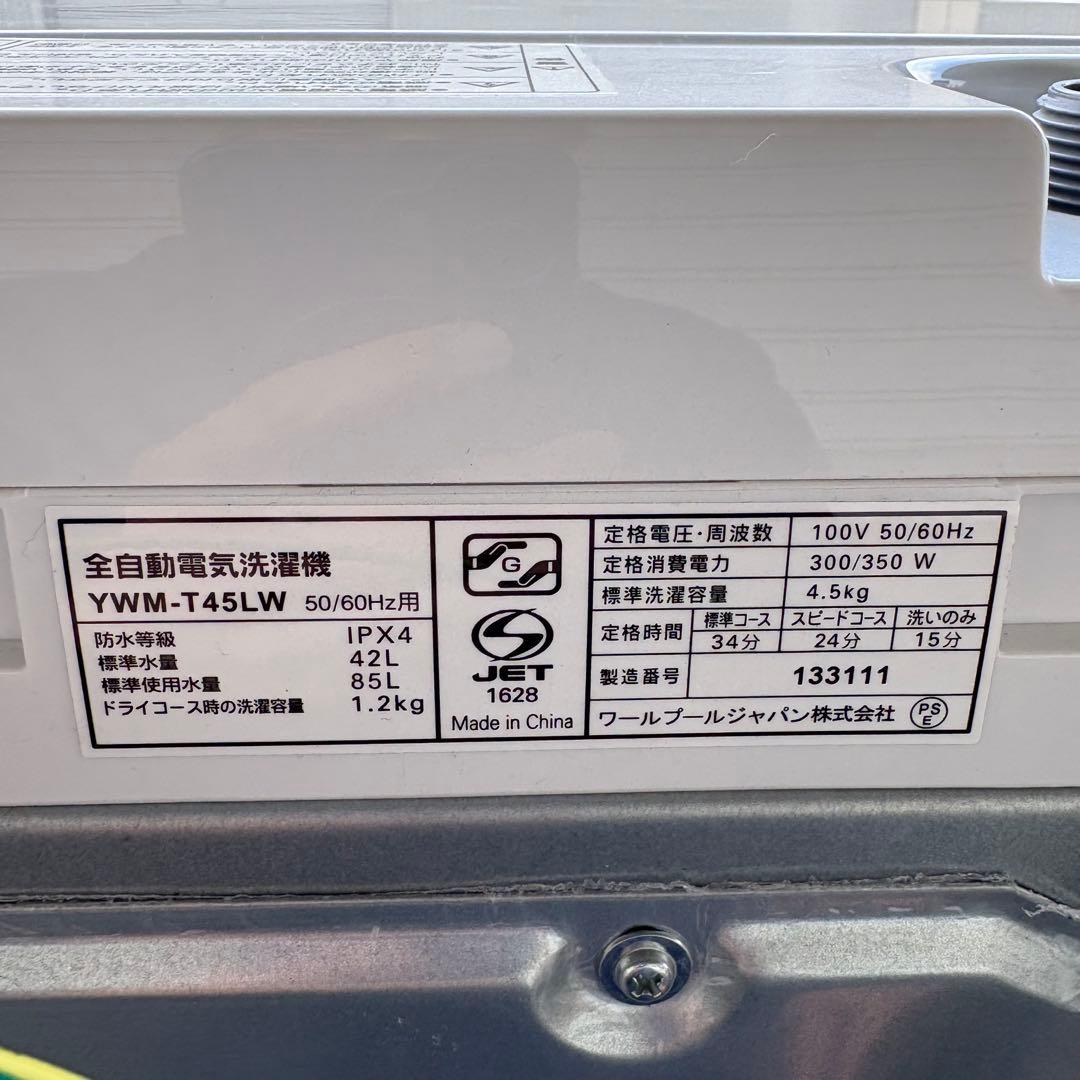 全自動電気洗濯機
YWM-T45LW 50/60Hz用
防水等級 IPX4
標準水量 42L
標準使用水量 85L
ドライコース時の洗濯容量 1.2kg
G
JET
1628
Made in China
定格電圧・周波数 100V 50/60Hz
定格消費電力 300/350 W
標準洗濯容量 4.5kg
定格時間 標準コース スピードコース 洗いのみ
34分 24分 15分
製造番号 133111
ワールプールジャパン株式会社 PSE